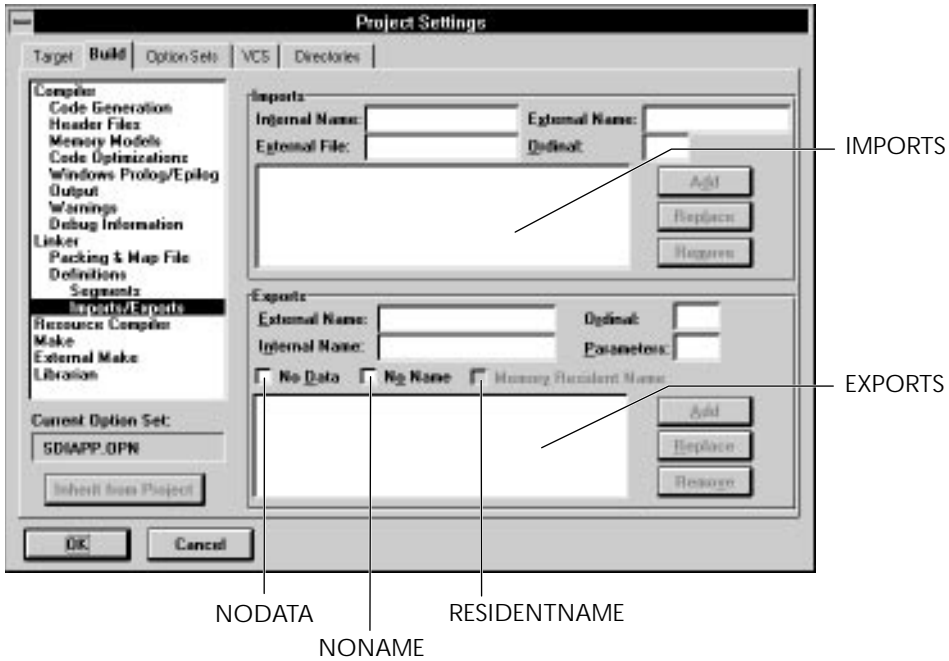 Project Settings
Target Build Option Sets VCS Directories
Compiler
Code Generation
Header Files
Memory Models
Code Optimizations
Windows Prolog/Epilog
Output
Warnings
Debug Information
Linker
Packing & Map File
Definitions
Segments
Imports/Exports
Resource Compiler
Make
External Make
Librarian
Current Option Set:
SDIAPP.OPN
Inherit from Project
Imports
Internal Name: External Name:
External File: Ordinal:
Add
Replace
Remove
Exports
External Name: Ordinal:
Internal Name: Parameters:
No Data No Name Memory Resident Name
Add
Replace
Remove
OK Cancel
IMPORTS
EXPORTS
NODATA
NONAME
RESIDENTNAME